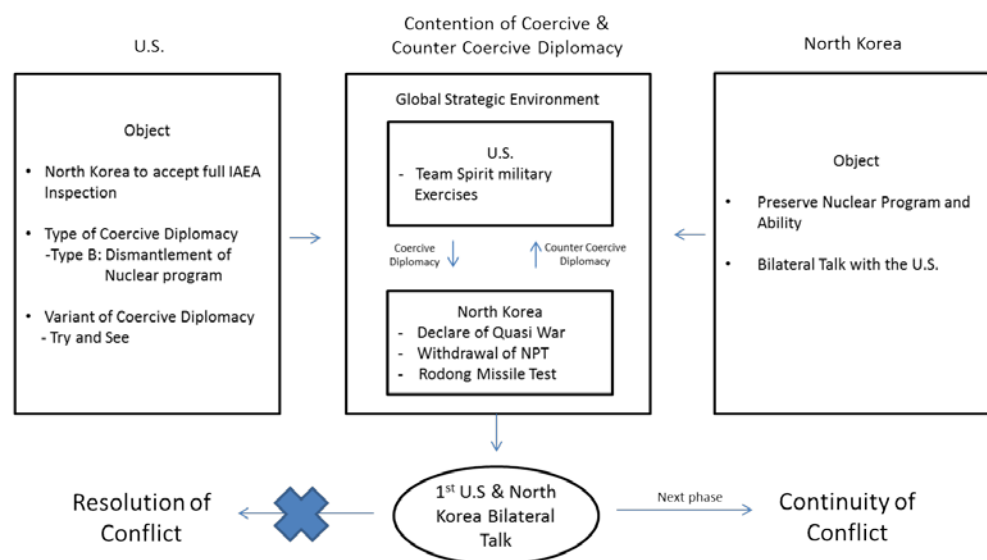 U.S.
Object
• North Korea to accept full IAEA
Inspection
• Type of Coercive Diplomacy
-Type B: Dismantlement of
Nuclear program
• Variant of Coercive Diplomacy
- Try and See
Contention of Coercive &
Counter Coercive Diplomacy
Global Strategic Environment
U.S.
- Team Spirit military
Exercises
Coercive
Diplomacy
Counter Coercive
Diplomacy
North Korea
- Declare of Quasi War
- Withdrawal of NPT
- Rodong Missile Test
North Korea
Object
• Preserve Nuclear Program and
Ability
• Bilateral Talk with the U.S.
Resolution of
Conflict
1st U.S & North
Korea Bilateral
Talk
Next phase
Continuity of
Conflict